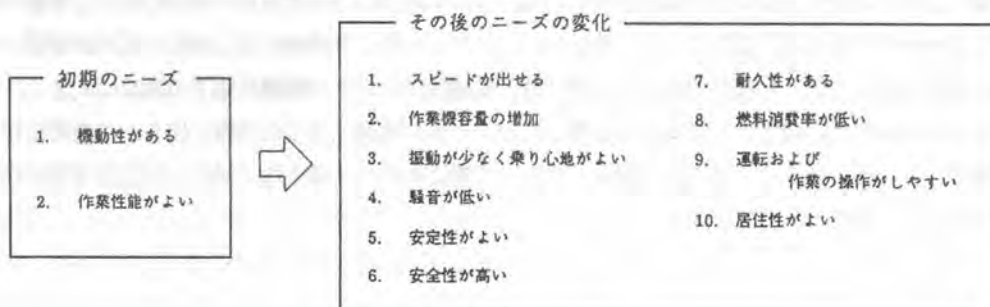 初期のニーズ
1. 機動性がある
2. 作業性能がよい
その後のニーズの変化
1. スピードが出せる
2. 作業機容量の増加
3. 振動が少なく乗り心地がよい
4. 騒音が低い
5. 安定性がよい
6. 安全性が高い
7. 耐久性がある
8. 燃料消費率が低い
9. 運転および
作業の操作がしやすい
10. 居住性がよい